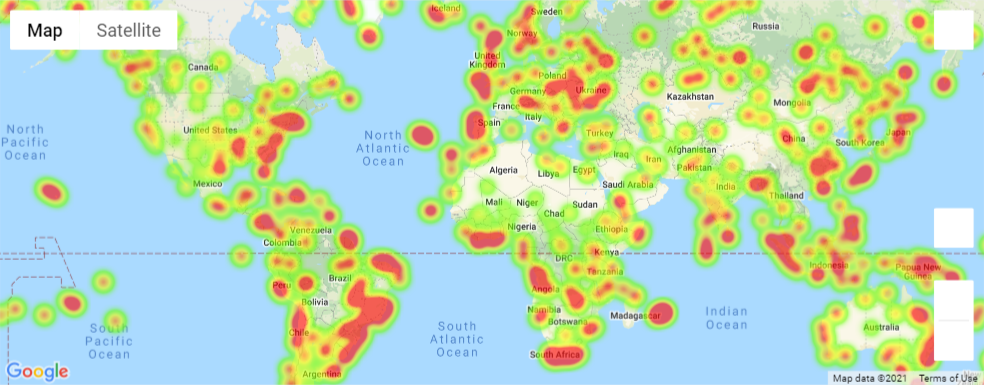 Map
Satellite
Iceland
Sweden
Norway
Russia
United
Kingdom
Canada
Poland
Germany
Ukraine
France
Kazakhstan
Mongolia
Italy
North
Pacific
Ocean
United States
North
Atlantic
Ocean
Spain
Turkey
China
Japan
South Korea
Afghanistan
Iraq
Iran
Pakistan
Algeria
Libya
Egypt
Mexico
Saudi Arabia
India
Thailand
Mali
Niger
Chad
Sudan
Nigeria
Ethiopia
Venezuela
Colombia
DRC
Kenya
Indonesia
Papua New
Guinea
Brazil
Tanzania
Peru
Angola
Bolivia
Namibia
Botswana
Madagascar
Indian
Ocean
South
Pacific
Ocean
Chile
South
Atlantic
Ocean
Australia
South Africa
Argentina
Google
Map data ©2021
Terms of Use